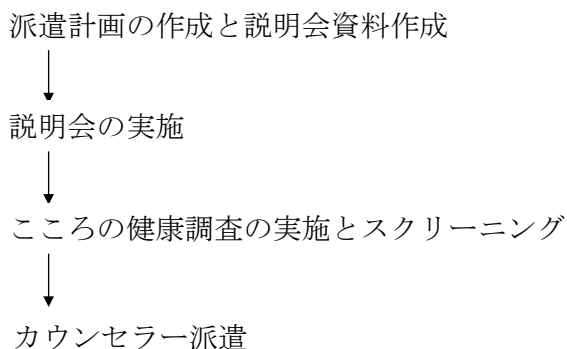 派遣計画の作成と説明会資料作成
説明会の実施
こころの健康調査の実施とスクリーニング
カウンセラー派遣